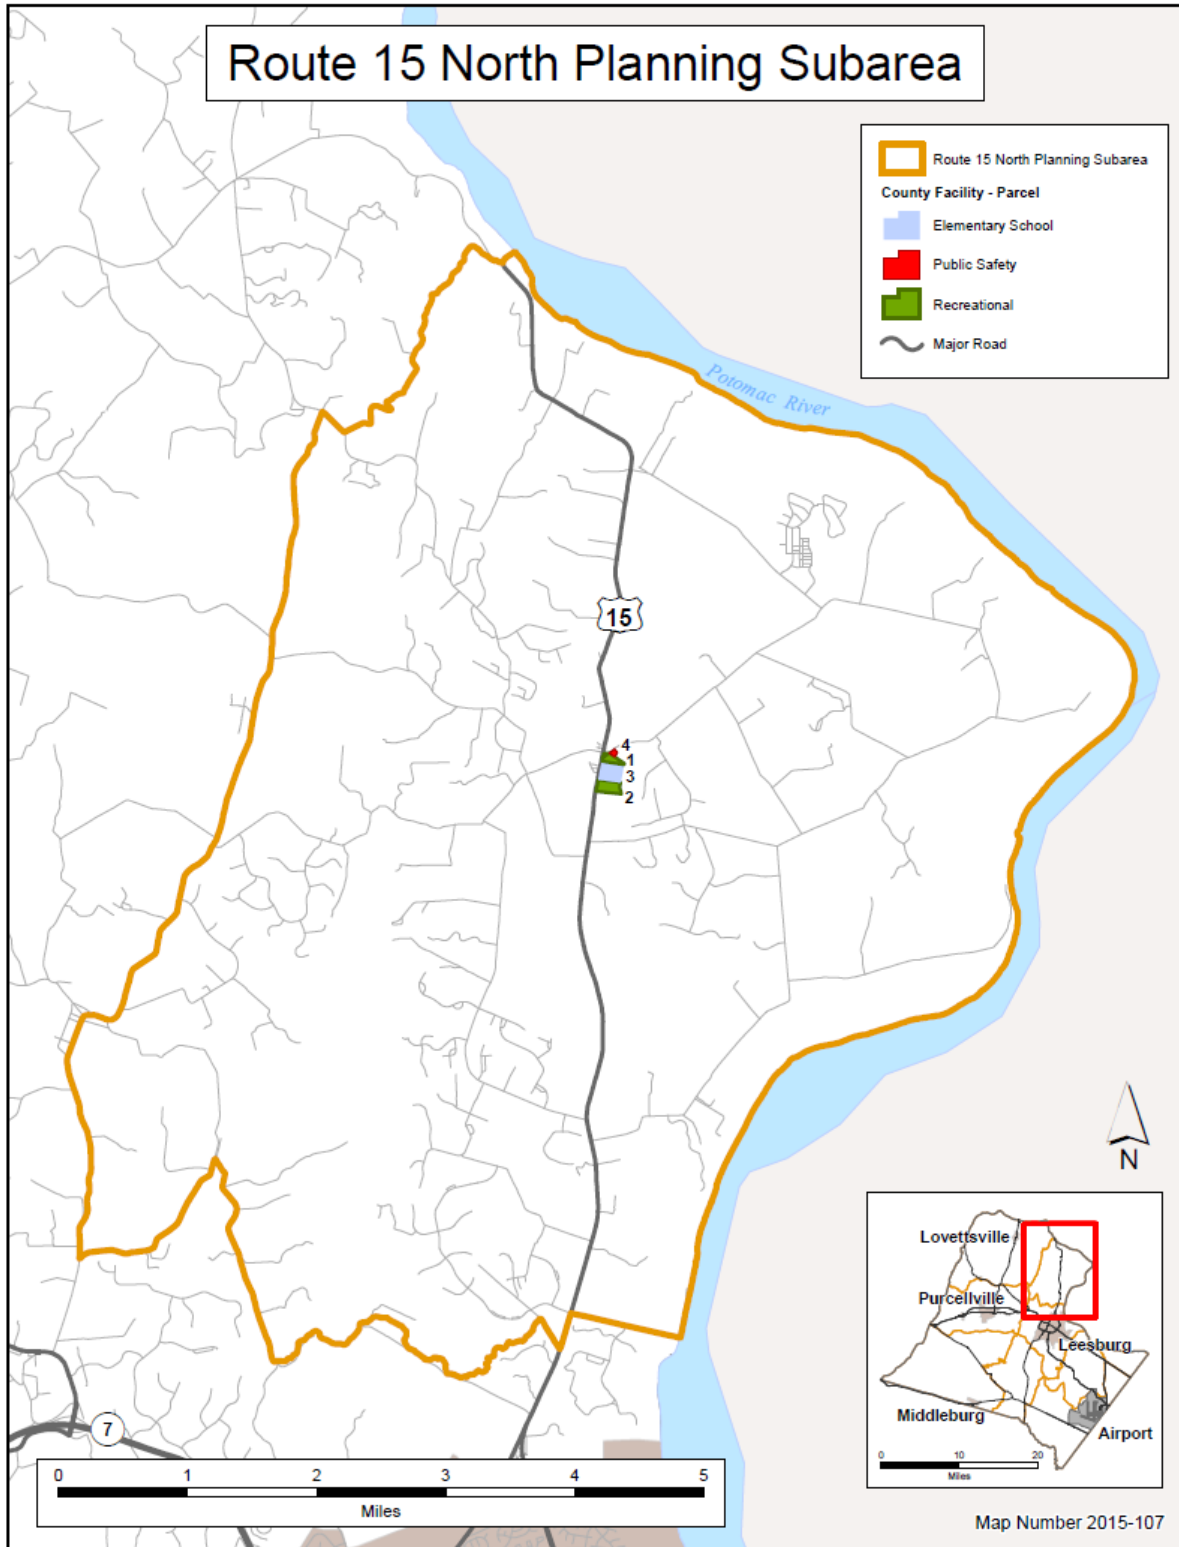 Route 15 North Planning Subarea
Route 15 North Planning Subarea
County Facility - Parcel
Elementary School
Public Safety
Recreational
Major Road
Potomac River
15
4
1
3
2
N
Lovettsville
Purcellville
Leesburg
Middleburg
Airport
0 10 20
Miles
7
0 1 2 3 4 5
Miles
Map Number 2015-107